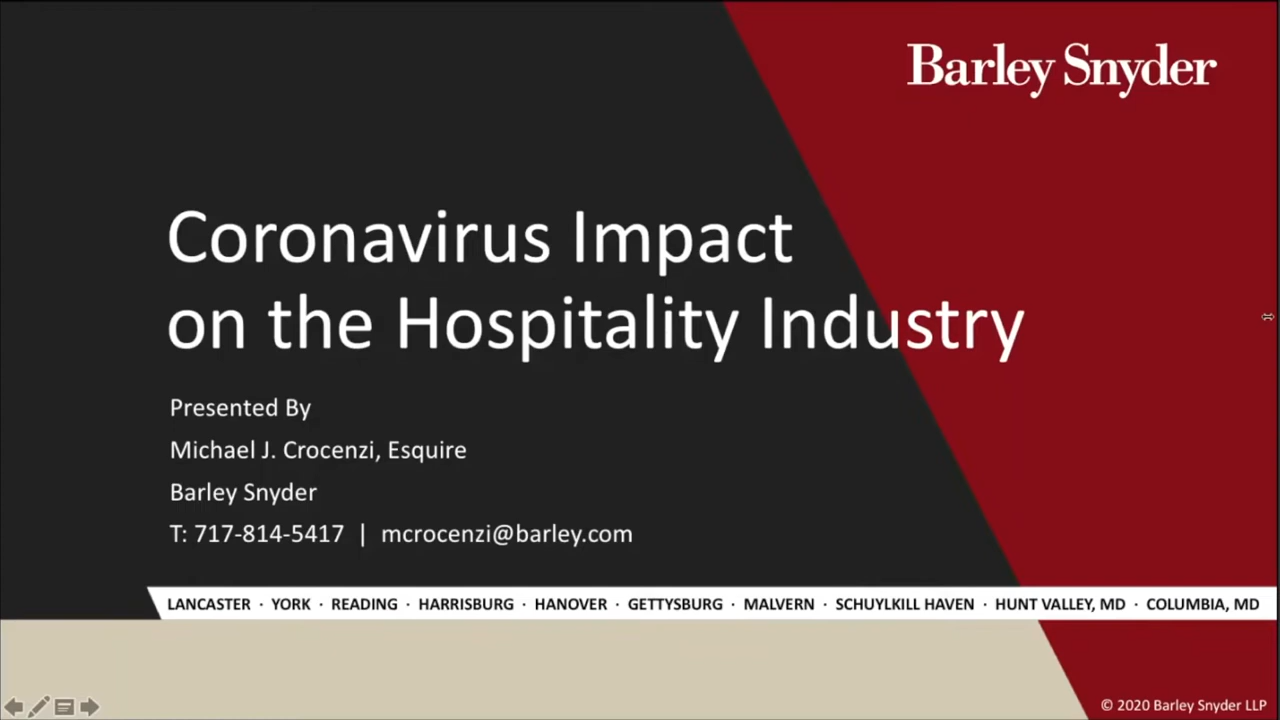 Barley Snyder
Coronavirus Impact
on the Hospitality Industry
Presented By
Michael J. Crocenzi, Esquire
Barley Snyder
T: 717-814-5417 | mcrocenzi@barley.com
LANCASTER · YORK · READING · HARRISBURG · HANOVER · GETTYSBURG · MALVERN · SCHUYLKILL HAVEN · HUNT VALLEY, MD · COLUMBIA, MD
© 2020 Barley Snyder LLP